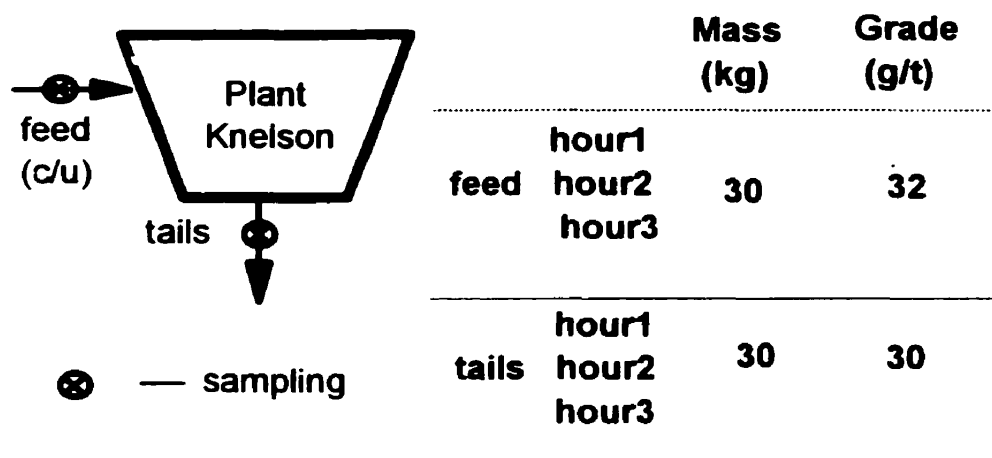 Plant
Knelson
feed
(c/u)
tails
— sampling
Mass Grade
(kg) (g/t)
hour1
feed hour2 30 32
hour3
hour1
tails hour2 30 30
hour3